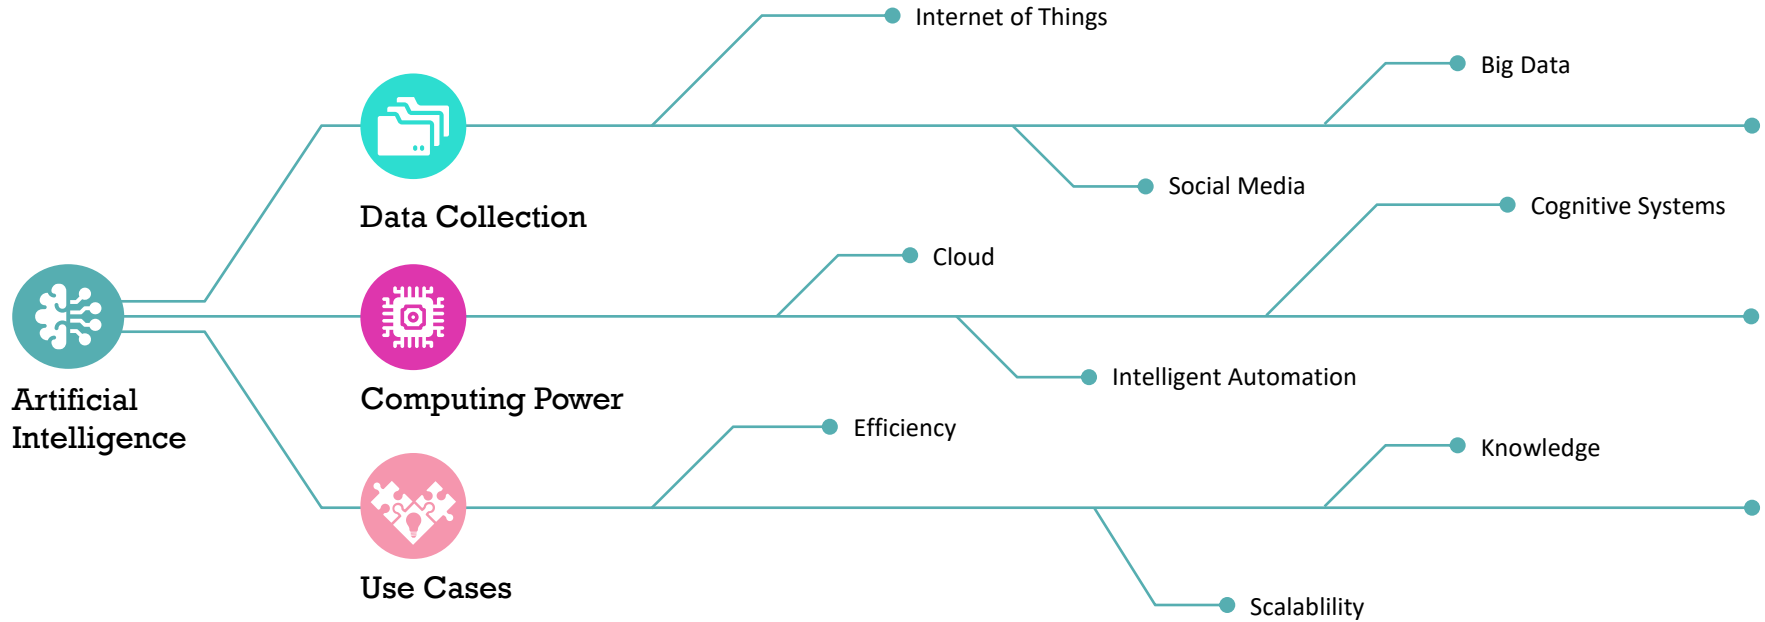 Internet of Things
Big Data
Social Media
Data Collection
Cognitive Systems
Cloud
Artificial
Intelligence
Computing Power
Intelligent Automation
Efficiency
Knowledge
Use Cases
Scalablility